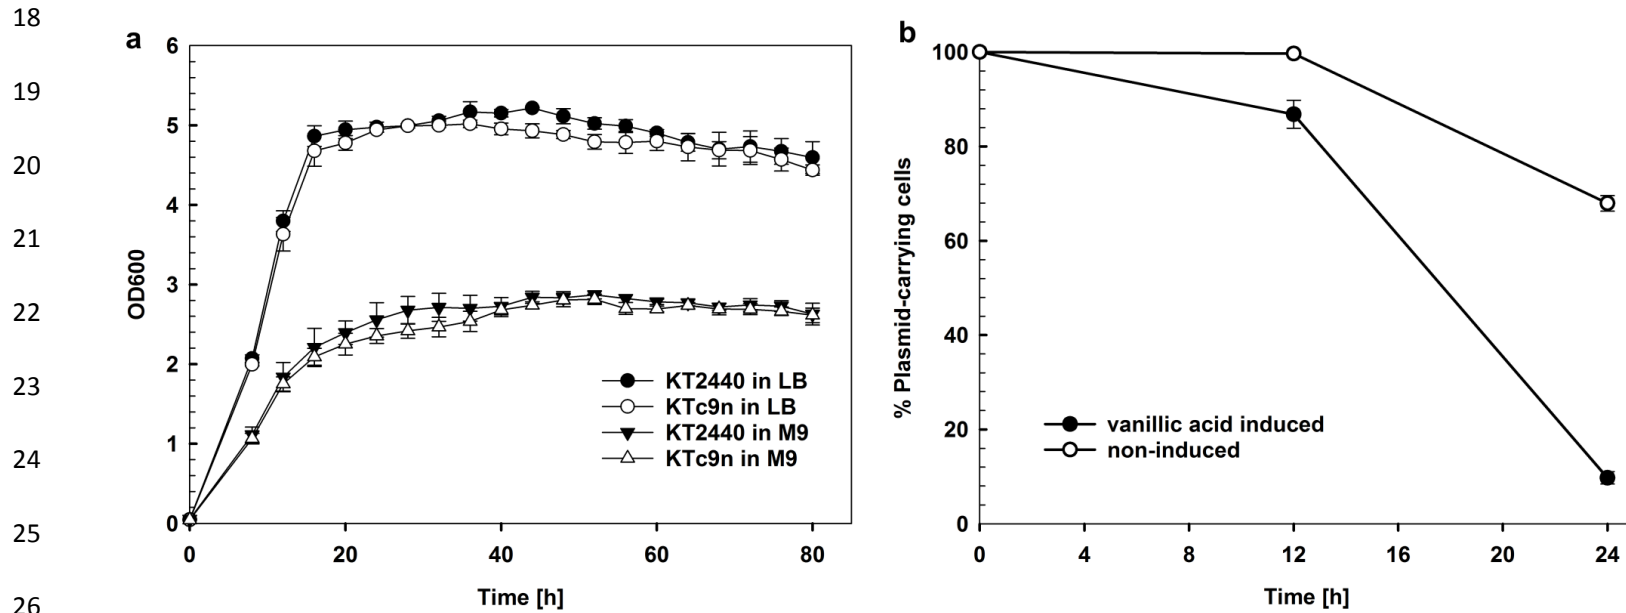 18
19
20
21
22
23
24
25
26
a
OD600
6
5
4
3
2
1
0
KT2440 in LB
KTc9n in LB
KT2440 in M9
KTc9n in M9
0 20 40 60 80
Time [h]
b
% Plasmid-carrying cells
100
80
60
40
20
0
vanillic acid induced
non-induced
0 4 8 12 16 20 24
Time [h]